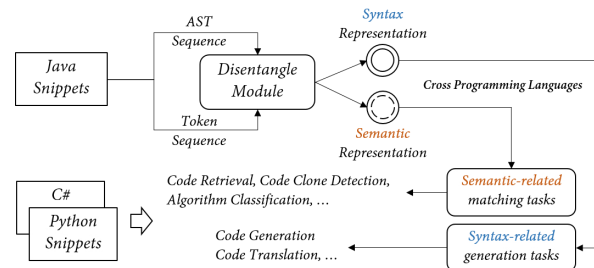 AST
Sequence
Java
Snippets
Disentangle
Module
Token
Sequence
Syntax
Representation
Cross Programming Languages
Semantic
Representation
C#
Python
Snippets
Code Retrieval, Code Clone Detection,
Algorithm Classification, ...
Semantic-related
matching tasks
Code Generation
Code Translation, ...
Syntax-related
generation tasks